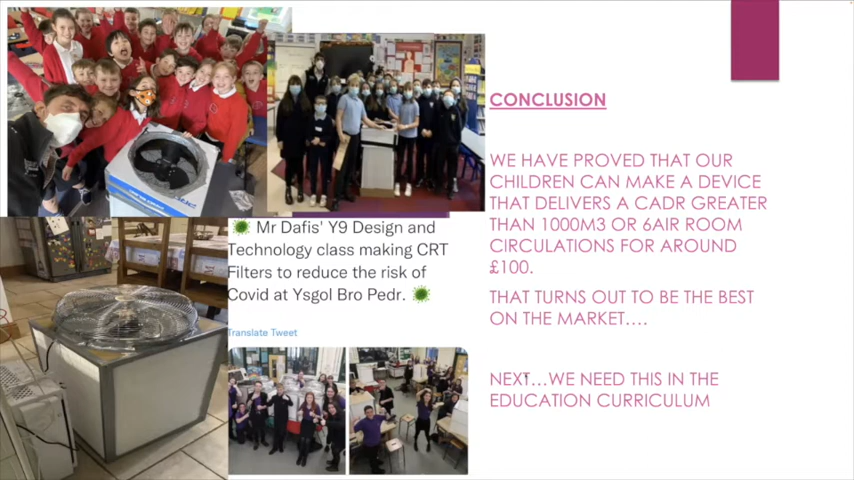 CONCLUSION
WE HAVE PROVED THAT OUR
CHILDREN CAN MAKE A DEVICE
THAT DELIVERS A CADR GREATER
THAN 1000M3 OR 6AIR ROOM
CIRCULATIONS FOR AROUND
£100.
THAT TURNS OUT TO BE THE BEST
ON THE MARKET....
NEXT...WE NEED THIS IN THE
EDUCATION CURRICULUM
Mr Dafis' Y9 Design and
Technology class making CRT
Filters to reduce the risk of
Covid at Ysgol Bro Pedr.
Translate Tweet